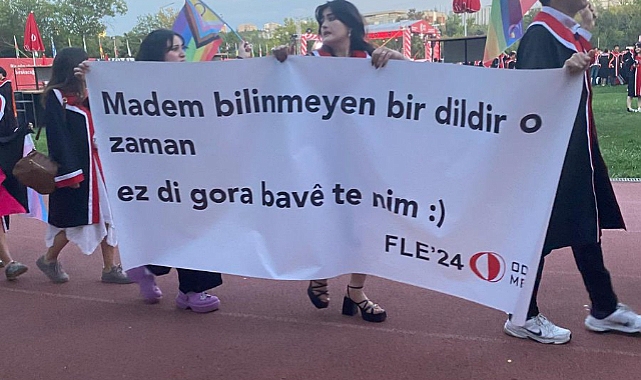 Madem bilinmeyen bir dildir o
zaman
ez di gora bavê te nim :)
FLE'24